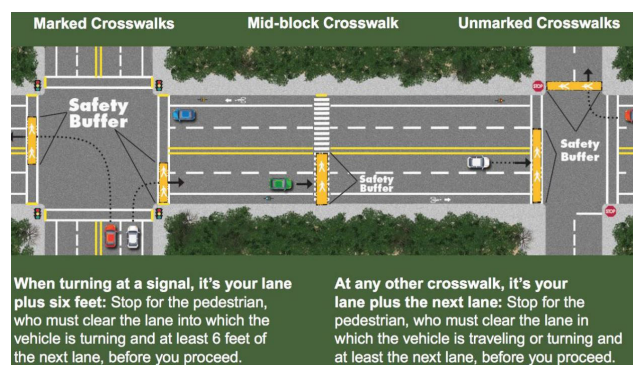 Marked Crosswalks
Mid-block Crosswalk
Unmarked Crosswalks
Safety
Buffer
Safety
Buffer
STOP
Safety
Buffer
STOP
When turning at a signal, it's your lane
plus six feet: Stop for the pedestrian,
who must clear the lane into which the
vehicle is turning and at least 6 feet of
the next lane, before you proceed.
At any other crosswalk, it's your
lane plus the next lane: Stop for the
pedestrian, who must clear the lane in
which the vehicle is traveling or turning and
at least the next lane, before you proceed.